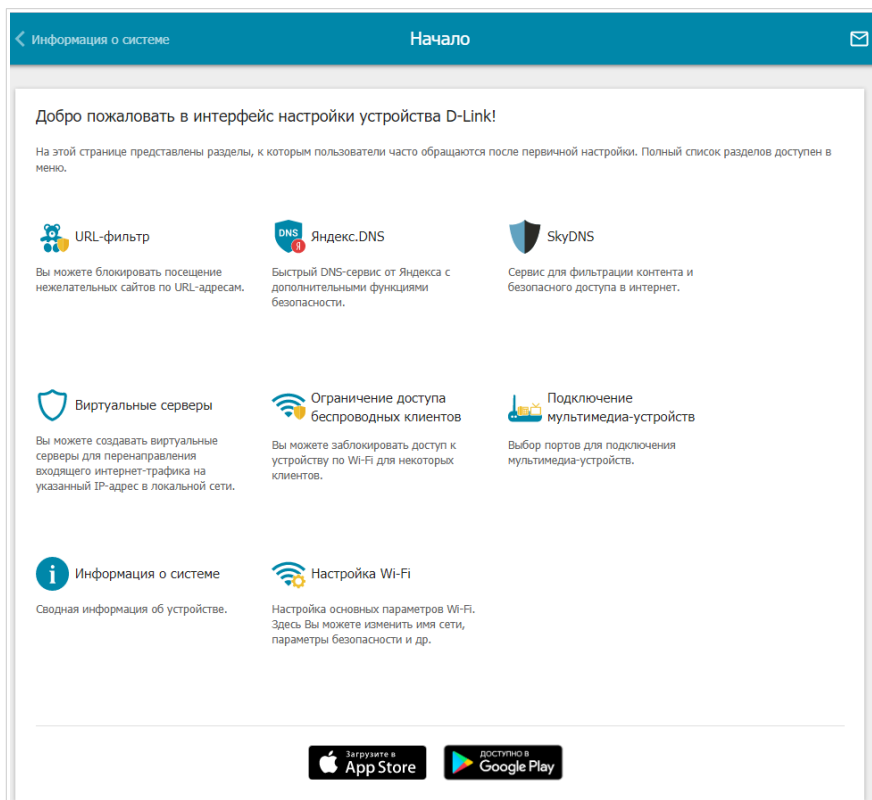 Информация о системе
Начало
Добро пожаловать в интерфейс настройки устройства D-Link!
На этой странице представлены разделы, к которым пользователи часто обращаются после первичной настройки. Полный список разделов доступен в
меню.
URL-фильтр
Вы можете блокировать посещение
нежелательных сайтов по URL-адресам.
DNS
Я
Яндекс.DNS
Быстрый DNS-сервис от Яндекса с
дополнительными функциями
безопасности.
SkyDNS
Сервис для фильтрации контента и
безопасного доступа в интернет.
Виртуальные серверы
Вы можете создавать виртуальные
серверы для перенаправления
входящего интернет-трафика на
указанный IP-адрес в локальной сети.
Ограничение доступа
беспроводных клиентов
Вы можете заблокировать доступ к
устройству по Wi-Fi для некоторых
клиентов.
Подключение
мультимедиа-устройств
Выбор портов для подключения
мультимедиа-устройств.
i
Информация о системе
Сводная информация об устройстве.
Настройка Wi-Fi
Настройка основных параметров Wi-Fi.
Здесь Вы можете изменить имя сети,
параметры безопасности и др.
Загрузите в
App Store
ДОСТУПНО В
Google Play